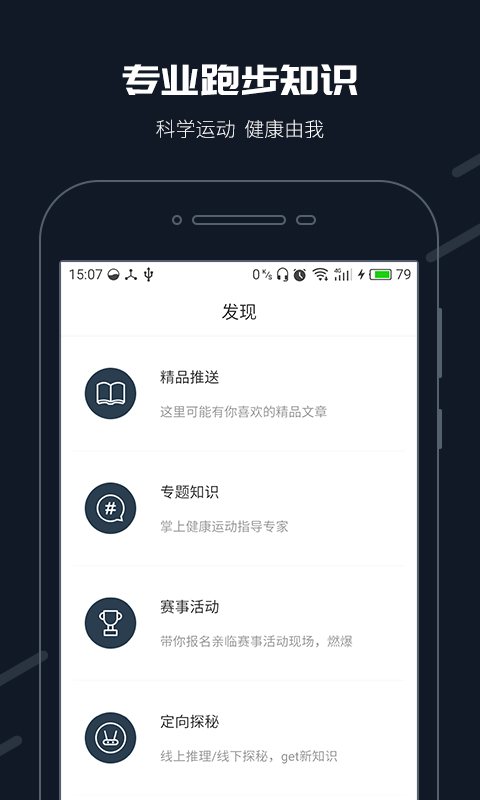 专业跑步知识
科学运动 健康由我
15:07 0 K/s 4G 79
发现
精品推送
这里可能有你喜欢的精品文章
#
专题知识
掌上健康运动指导专家
赛事活动
带你报名亲临赛事活动现场，燃爆
定向探秘
线上推理/线下探秘，get新知识